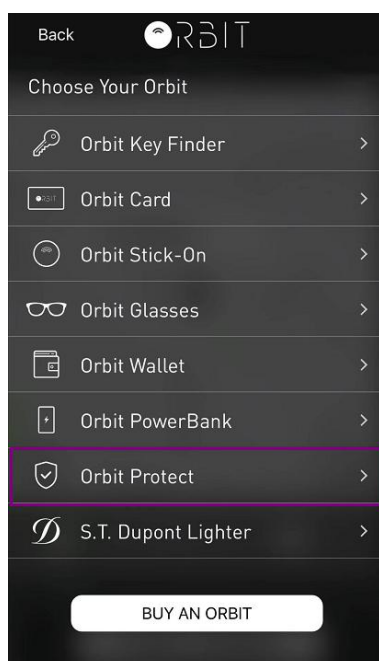 Back
ORBIT
Choose Your Orbit
Orbit Key Finder
ORBIT
Orbit Card
Orbit Stick-On
Orbit Glasses
Orbit Wallet
Orbit PowerBank
Orbit Protect
D
S.T. Dupont Lighter
BUY AN ORBIT